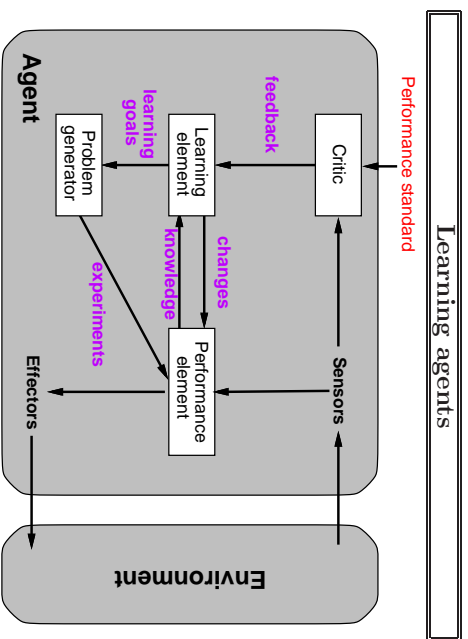 Learning agents
Performance standard
Critic
Sensors
feedback
Learning
element
changes
knowledge
Performance
element
learning
goals
Problem
generator
experiments
Effectors
Agent
Environment